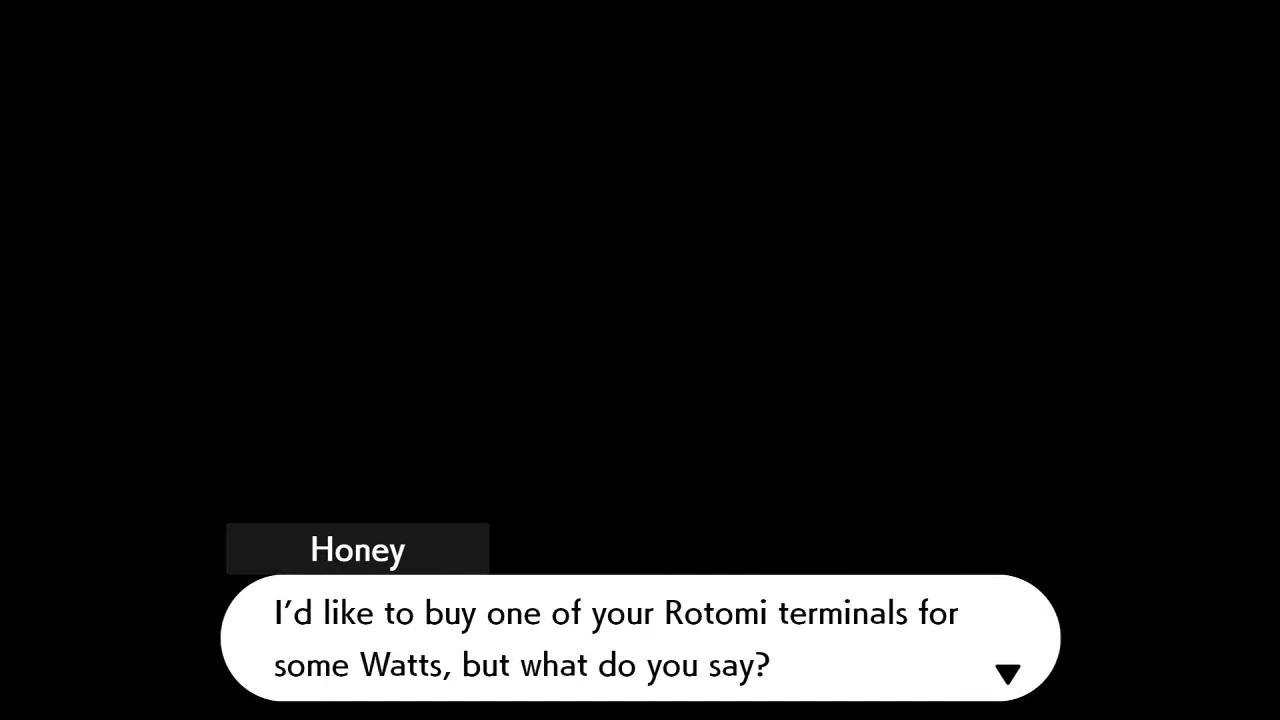 Honey
I'd like to buy one of your Rotomi terminals for
some Watts, but what do you say?